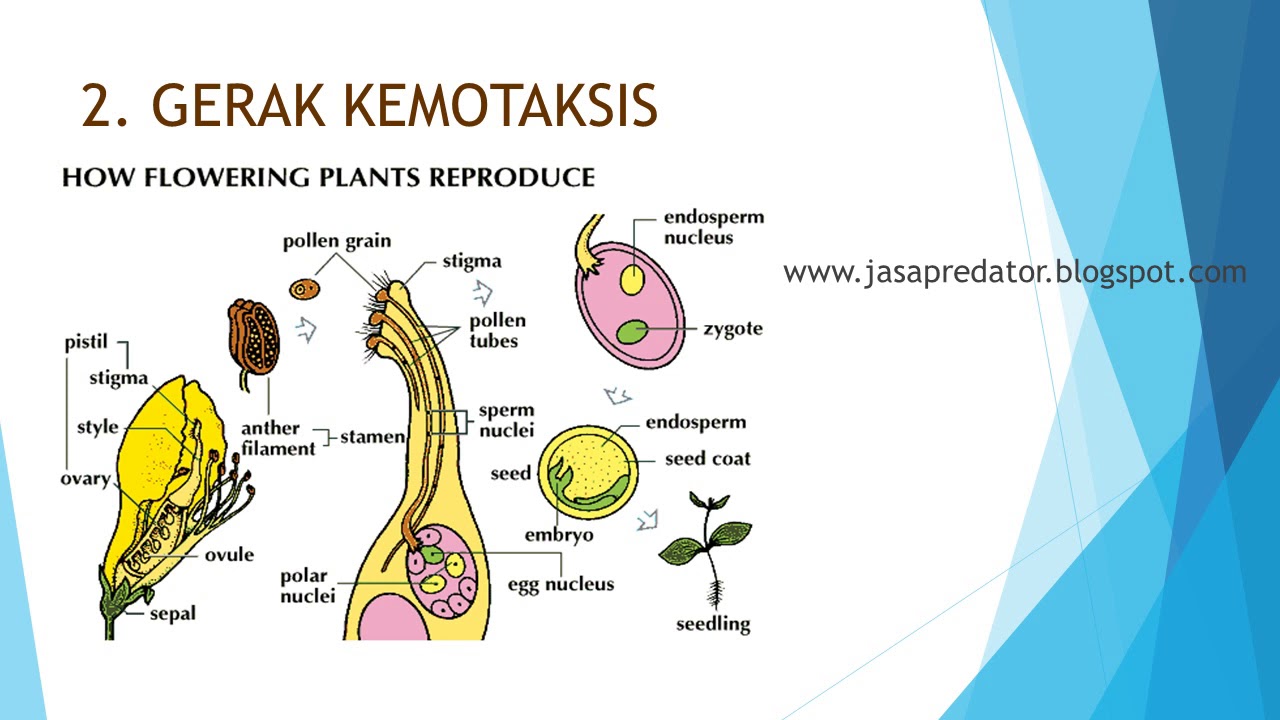 2. GERAK KEMOTAKSIS
HOW FLOWERING PLANTS REPRODUCE
www.jasapredator.blogspot.com
pollen grain
stigma
pollen
tubes
pistil
stigma
style
ovary
anther
filament
stamen
ovule
sepal
sperm
nuclei
polar
nuclei
egg nucleus
endosperm
nucleus
zygote
endosperm
seed coat
seed
embryo
seedling